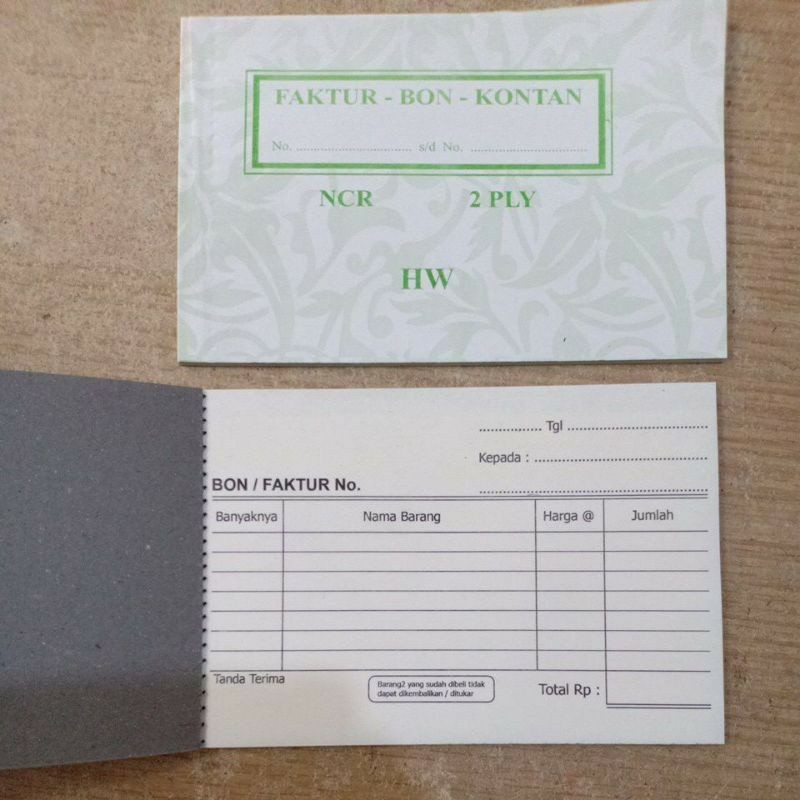 FAKTUR - BON - KONTAN
No. .............................. s/d No. ..............................
NCR 2 PLY
HW
................ Tgl ....................................
Kepada : ............................................
............................................................
BON / FAKTUR No.
Banyaknya Nama Barang Harga @ Jumlah
Tanda Terima
Barang2 yang sudah dibeli tidak
dapat dikembalikan / ditukar
Total Rp :